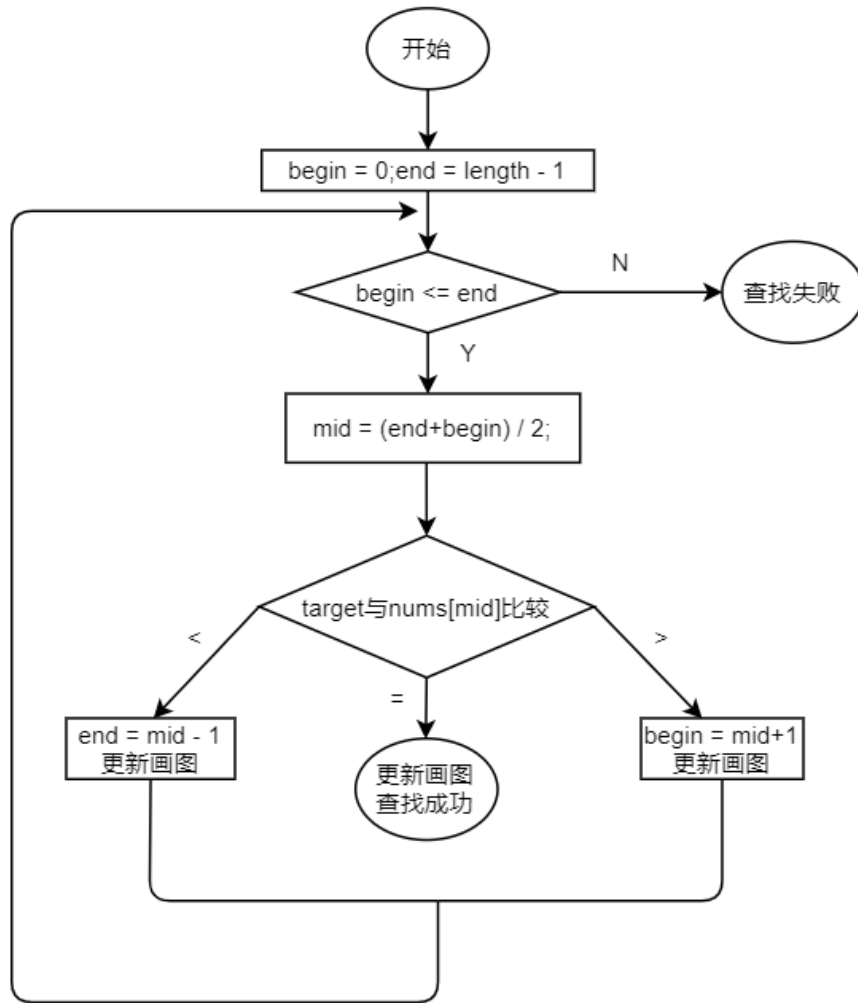 开始
begin = 0;end = length - 1
begin <= end
N
查找失败
Y
mid = (end+begin) / 2;
target与nums[mid]比较
<
=
>
end = mid - 1
更新画图
更新画图
查找成功
begin = mid+1
更新画图